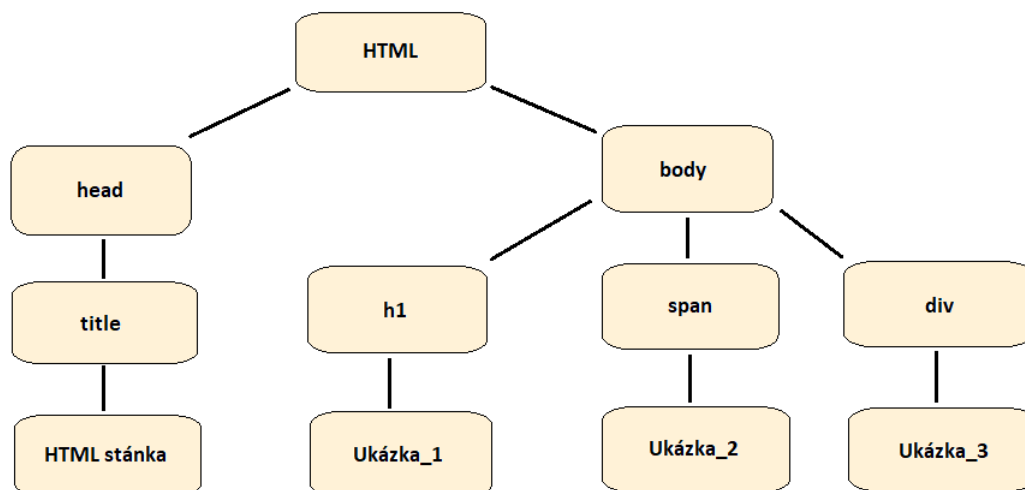 HTML
head
body
title
h1
span
div
HTML stánka
Ukázka_1
Ukázka_2
Ukázka_3